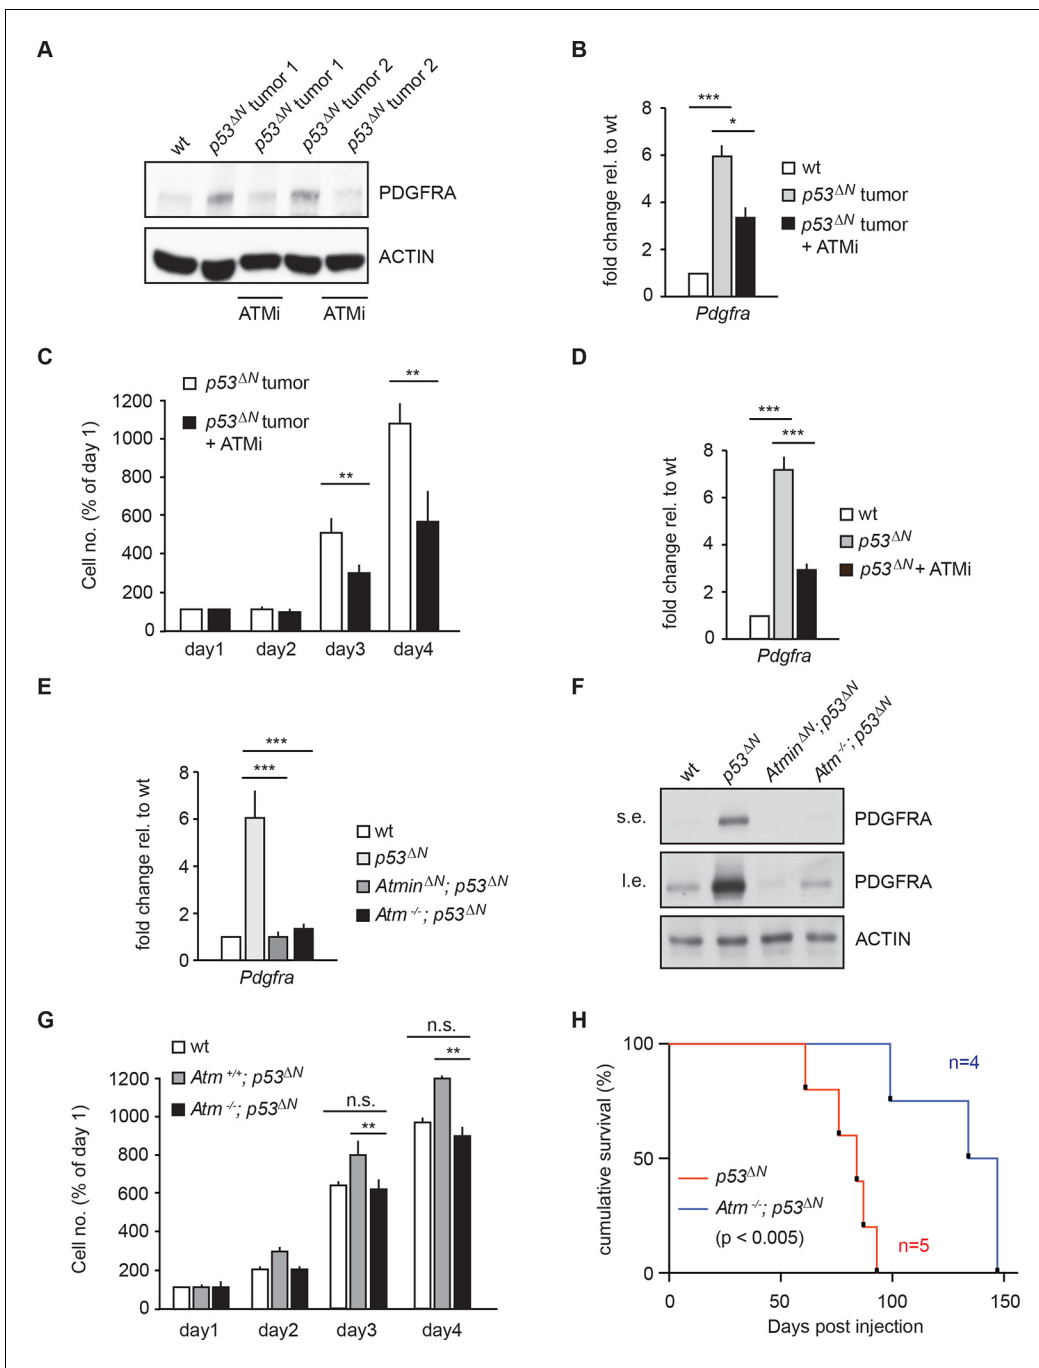 A
wt
p53ΔN tumor 1
p53ΔN tumor 1
p53ΔN tumor 2
p53ΔN tumor 2
PDGFRA
ACTIN
ATMi
ATMi
B
fold change rel. to wt
8
6
4
2
0
***
*
Pdgfra
wt
p53ΔN tumor
p53ΔN tumor
+ ATMi
C
p53ΔN tumor
p53ΔN tumor
+ ATMi
Cell no. (% of day 1)
1200
1000
800
600
400
200
0
**
**
day1 day2 day3 day4
D
fold change rel. to wt
8
6
4
2
0
***
***
Pdgfra
wt
p53ΔN
p53ΔN + ATMi
E
fold change rel. to wt
8
6
4
2
0
***
***
Pdgfra
wt
p53ΔN
AtminΔN; p53ΔN
Atm-/-; p53ΔN
F
wt
p53ΔN
AtminΔN; p53ΔN
Atm-/-; p53ΔN
s.e. PDGFRA
l.e. PDGFRA
ACTIN
G
wt
Atm+/+; p53ΔN
Atm-/-; p53ΔN
Cell no. (% of day 1)
1200
1000
800
600
400
200
0
n.s.
**
n.s.
**
day1 day2 day3 day4
H
cumulative survival (%)
100
50
0
n=4
p53ΔN
Atm-/-; p53ΔN
(p < 0.005)
n=5
0 50 100 150
Days post injection